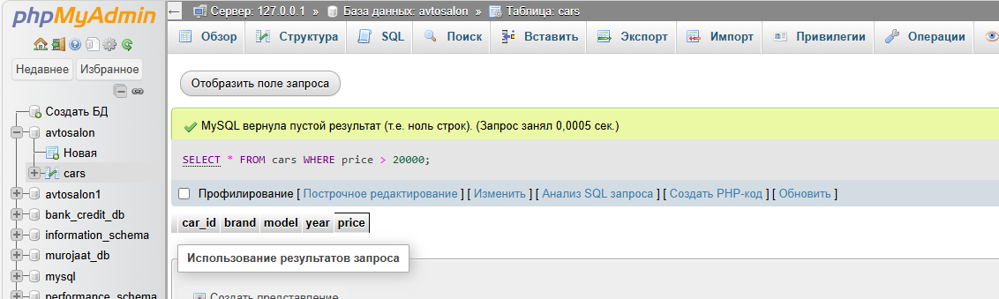 phpMyAdmin
Недавнее Избранное
Создать БД
avtosalon
Новая
cars
avtosalon1
bank_credit_db
information_schema
murojaat_db
mysql
performance_schema
← Сервер: 127.0.0.1 » База данных: avtosalon » Таблица: cars
Обзор Структура SQL Поиск Вставить Экспорт Импорт Привилегии Операции
Отобразить поле запроса
MySQL вернула пустой результат (т.е. ноль строк). (Запрос занял 0,0005 сек.)
SELECT * FROM cars WHERE price > 20000;
Профилирование [ Построчное редактирование ] [ Изменить ] [ Анализ SQL запроса ] [ Создать PHP-код ] [ Обновить ]
car_id brand model year price
Использование результатов запроса
Создать представление